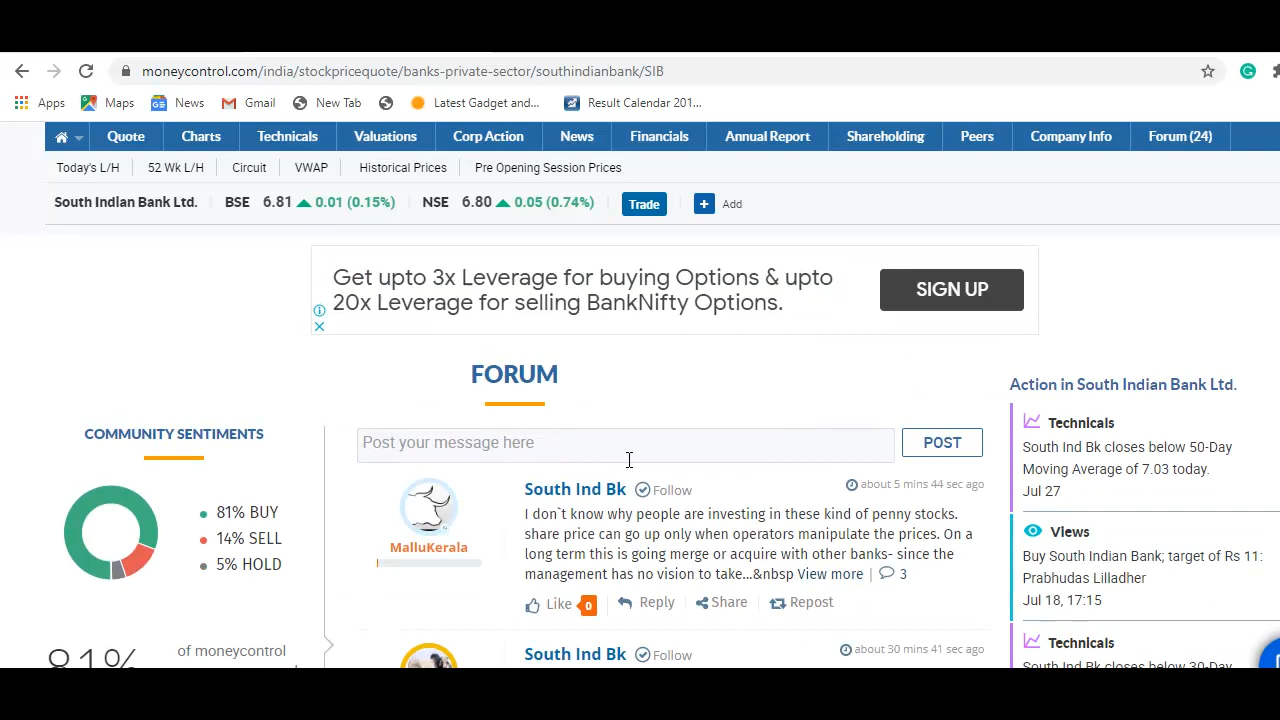 moneycontrol.com/india/stockpricequote/banks-private-sector/southindianbank/SIB
Apps Maps News Gmail New Tab Latest Gadget and... Result Calendar 201...
Quote Charts Technicals Valuations Corp Action News Financials Annual Report Shareholding Peers Company Info Forum (24)
Today's L/H 52 Wk L/H Circuit VWAP Historical Prices Pre Opening Session Prices
South Indian Bank Ltd. BSE 6.81 0.01 (0.15%) NSE 6.80 0.05 (0.74%) Trade + Add
Get upto 3x Leverage for buying Options & upto
20x Leverage for selling BankNifty Options.
SIGN UP
FORUM
COMMUNITY SENTIMENTS
81% BUY
14% SELL
5% HOLD
81%
of moneycontrol
Post your message here
POST
MalluKerala
South Ind Bk Follow about 5 mins 44 sec ago
I don`t know why people are investing in these kind of penny stocks.
share price can go up only when operators manipulate the prices. On a
long term this is going merge or acquire with other banks- since the
management has no vision to take...&nbsp View more | 3
Like 0 Reply Share Repost
South Ind Bk Follow about 30 mins 41 sec ago
Action in South Indian Bank Ltd.
Technicals
South Ind Bk closes below 50-Day
Moving Average of 7.03 today.
Jul 27
Views
Buy South Indian Bank; target of Rs 11:
Prabhudas Lilladher
Jul 18, 17:15
Technicals
South Ind Bk closes below 30-Day